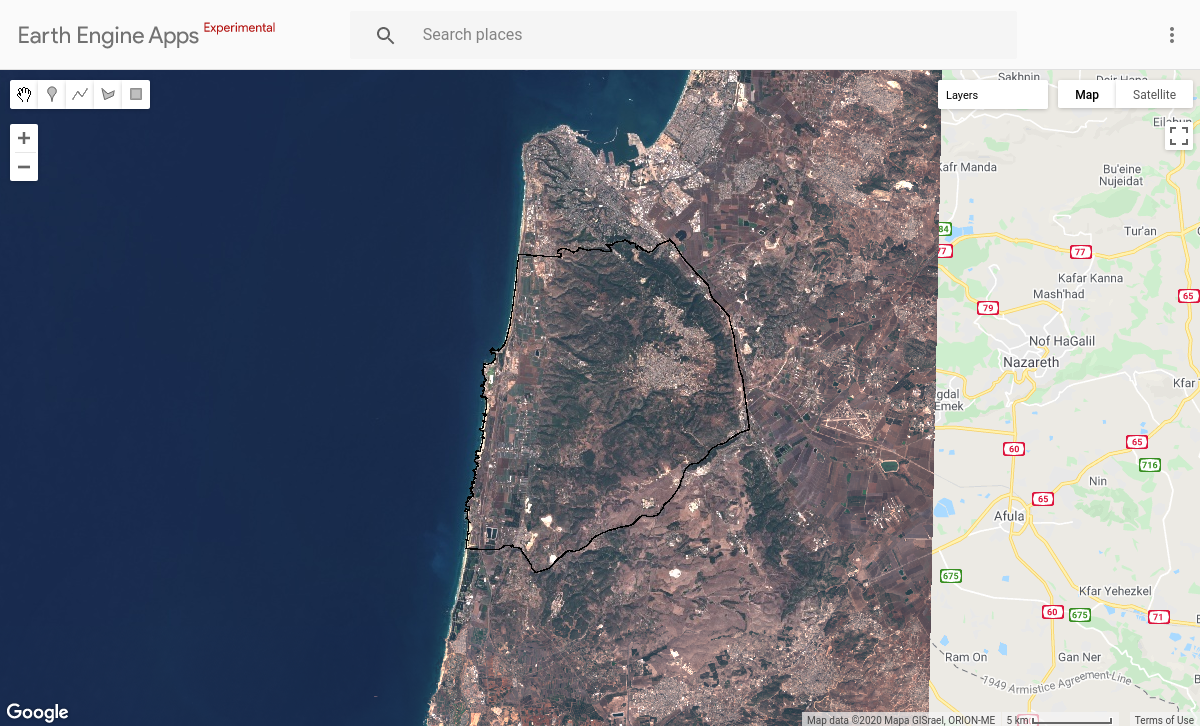 Earth Engine Apps Experimental
Search places
Layers
Map
Satellite
Sakhnin
Deir Hana
Eilabun
Kafr Manda
Bu'eine
Nujeidat
84
77
Tur'an
77
Kafar Kanna
Mash'had
65
79
Nof HaGalil
Nazareth
Kfar
gdal
Emek
60
65
716
Nin
65
Afula
675
Kfar Yehezkel
60
675
71
Ram On
Gan Ner
1949 Armistice Agreement Line
Google
Map data ©2020 Mapa GISrael, ORION-ME
5 km
Terms of Use